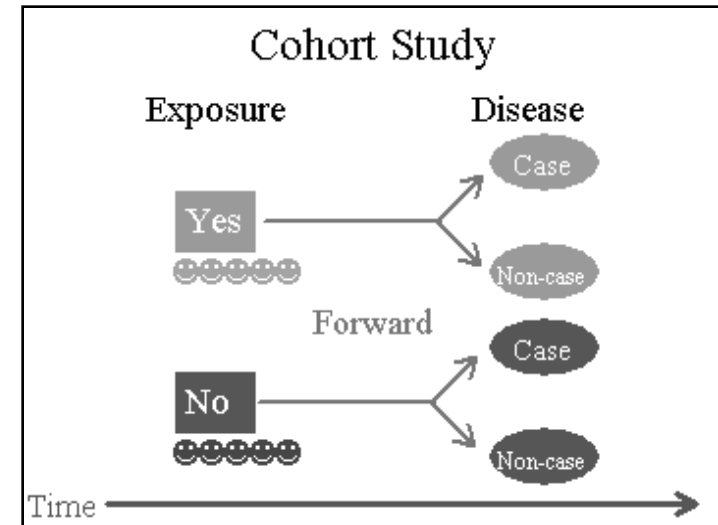 Cohort Study
Exposure
Disease
Case
Yes
Non-case
Forward
Case
No
Non-case
Time